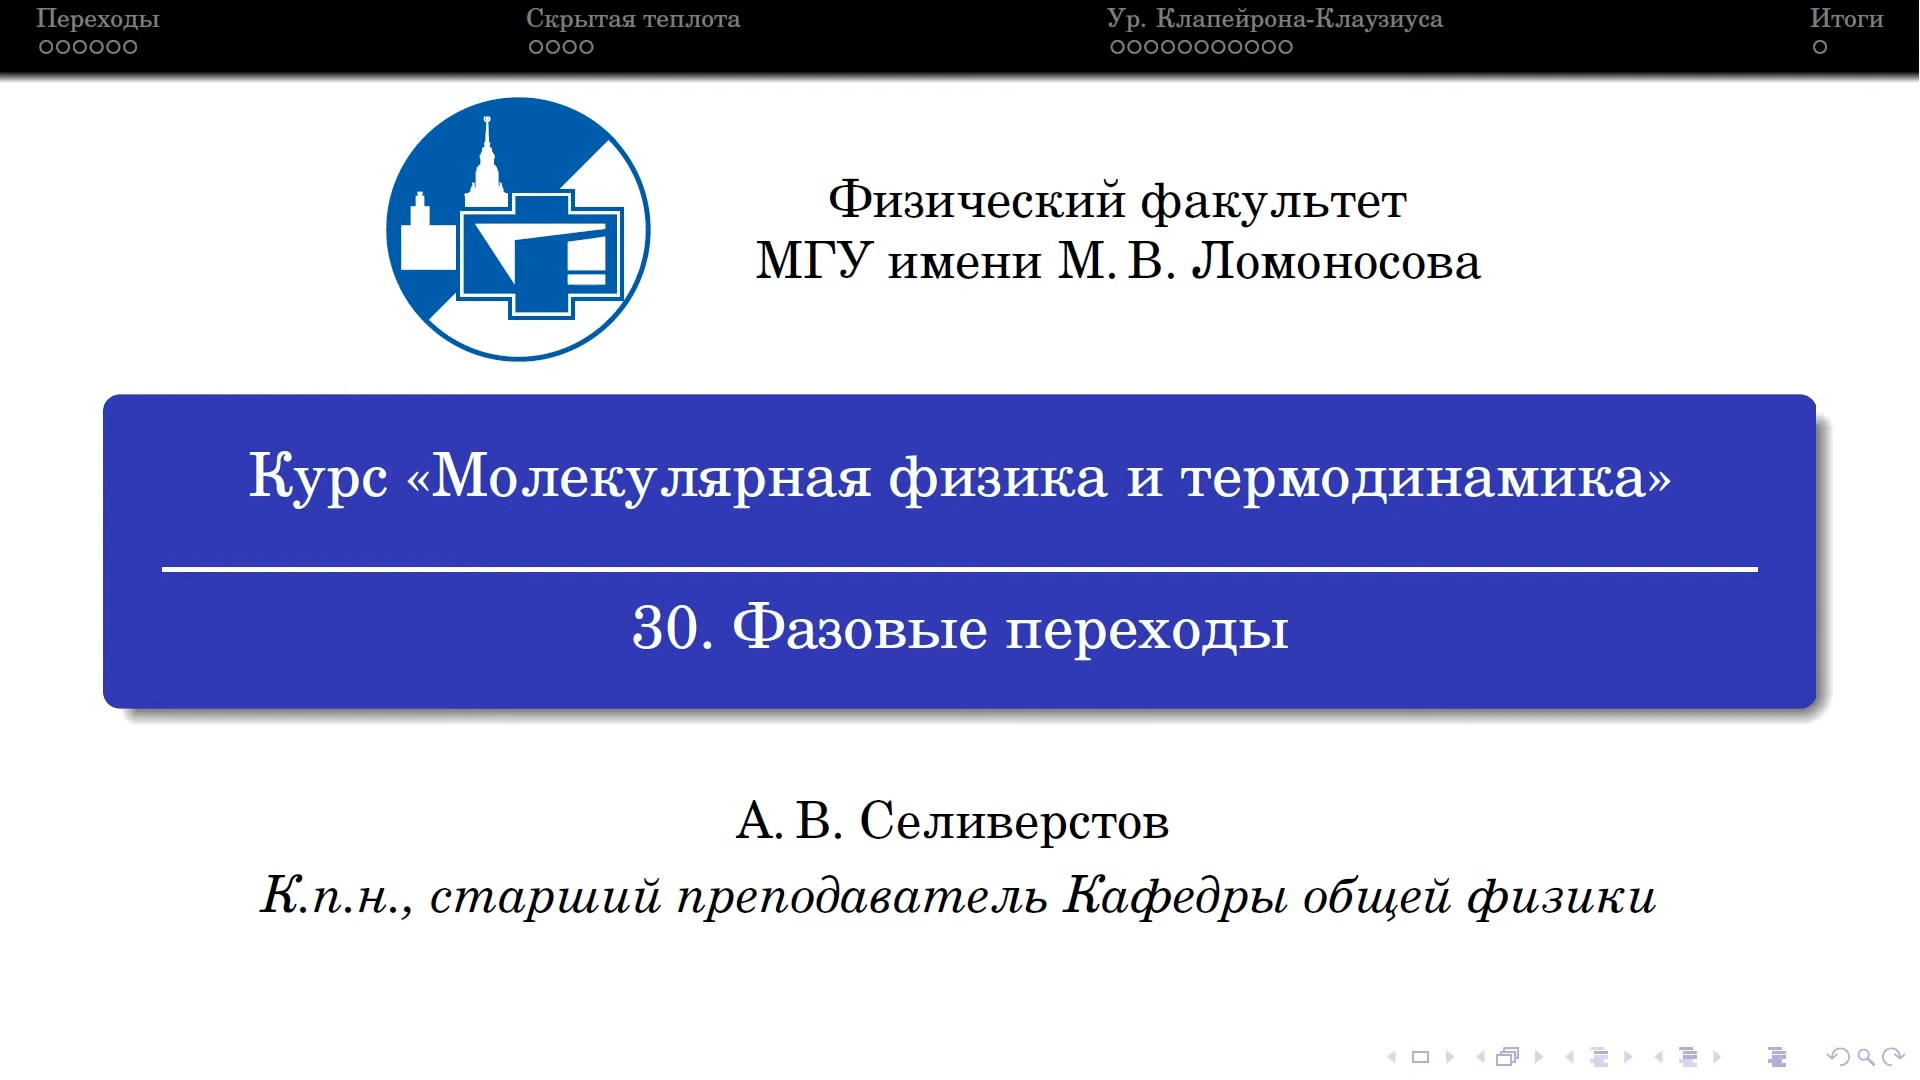 Переходы
Скрытая теплота
Ур. Клапейрона-Клаузиуса
Итоги
Физический факультет
МГУ имени М. В. Ломоносова
Курс «Молекулярная физика и термодинамика»
30. Фазовые переходы
А. В. Селиверстов
К.п.н., старший преподаватель Кафедры общей физики